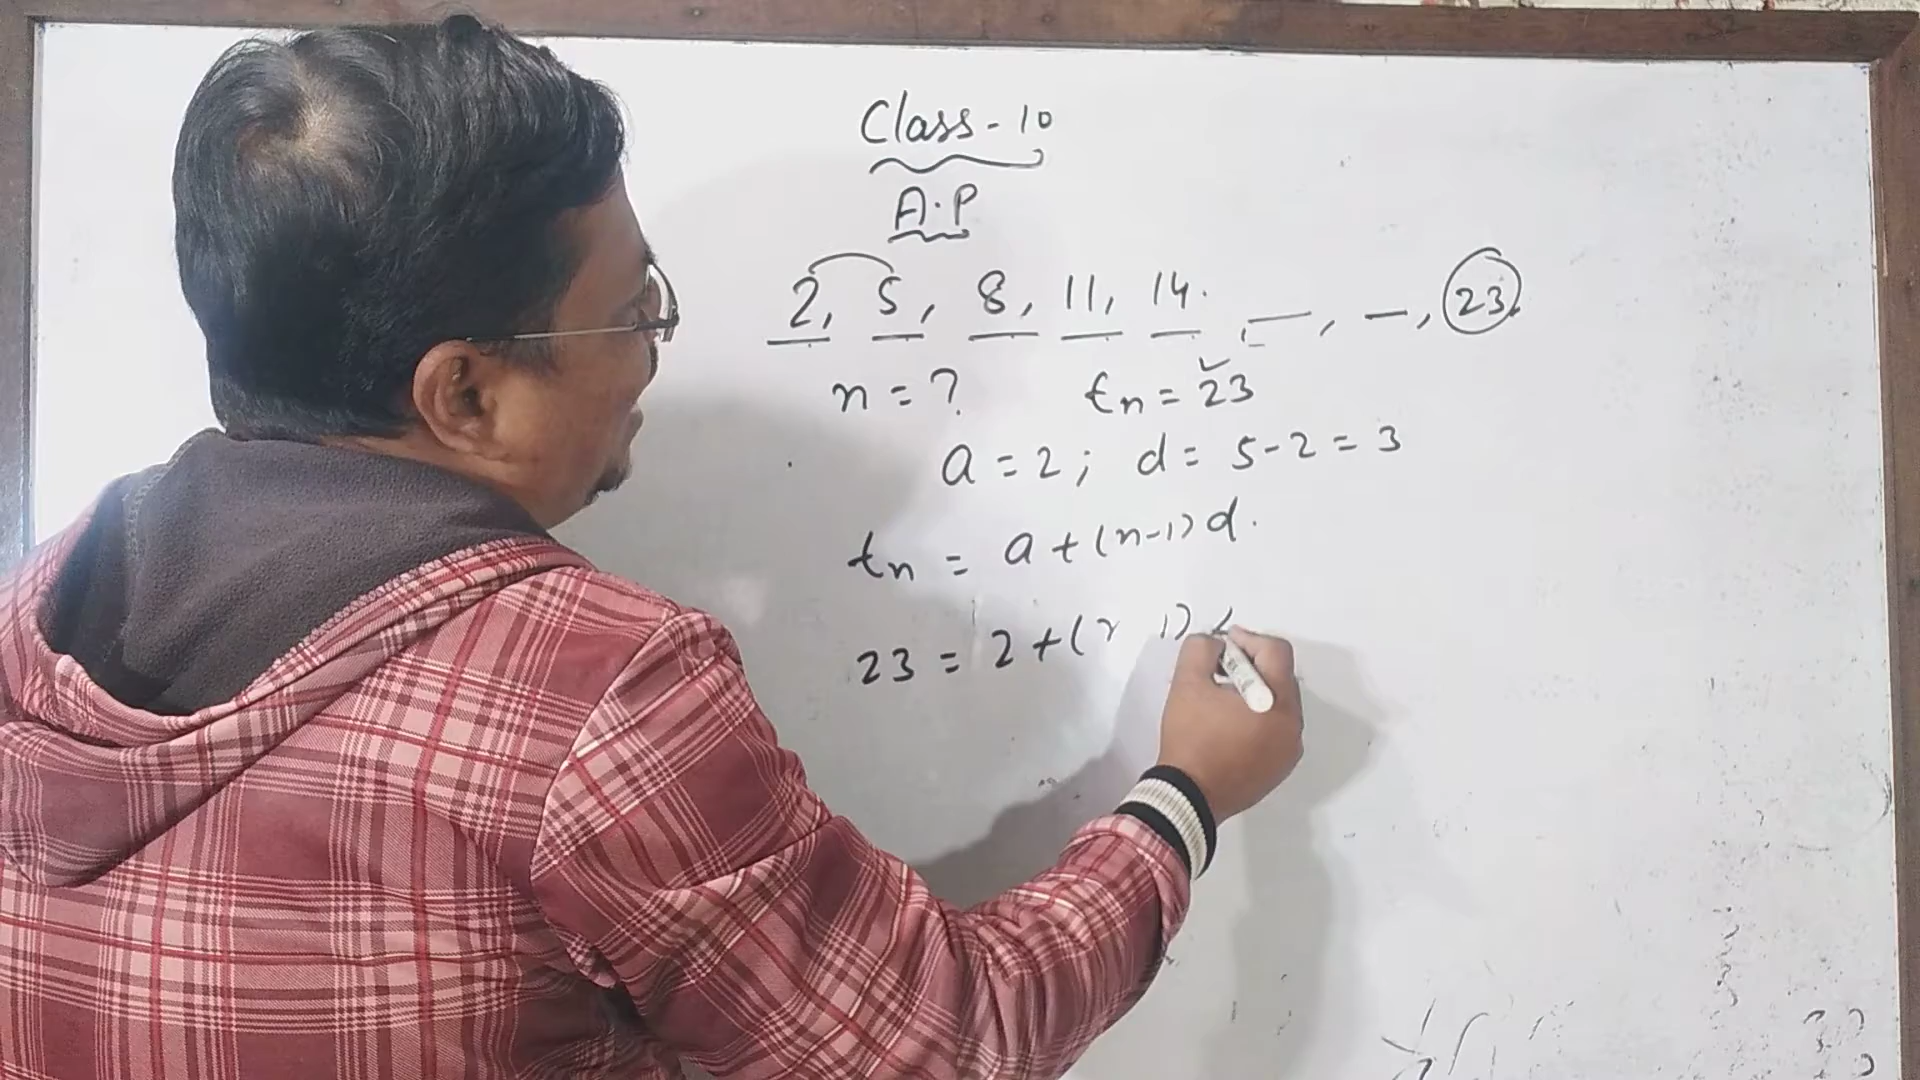 Class - 10
A.P
2, 5, 8, 11, 14. __, _, 23.
n = ? tn = 23
a = 2; d = 5-2 = 3
tn = a + (n-1) d.
23 = 2 + ( 1)